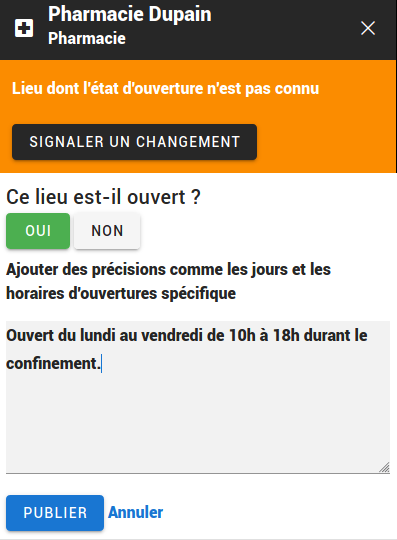 Pharmacie Dupain
Pharmacie
Lieu dont l'état d'ouverture n'est pas connu
SIGNALER UN CHANGEMENT
Ce lieu est-il ouvert ?
OUI NON
Ajouter des précisions comme les jours et les
horaires d'ouvertures spécifique
Ouvert du lundi au vendredi de 10h à 18h durant le
confinement.
PUBLIER Annuler